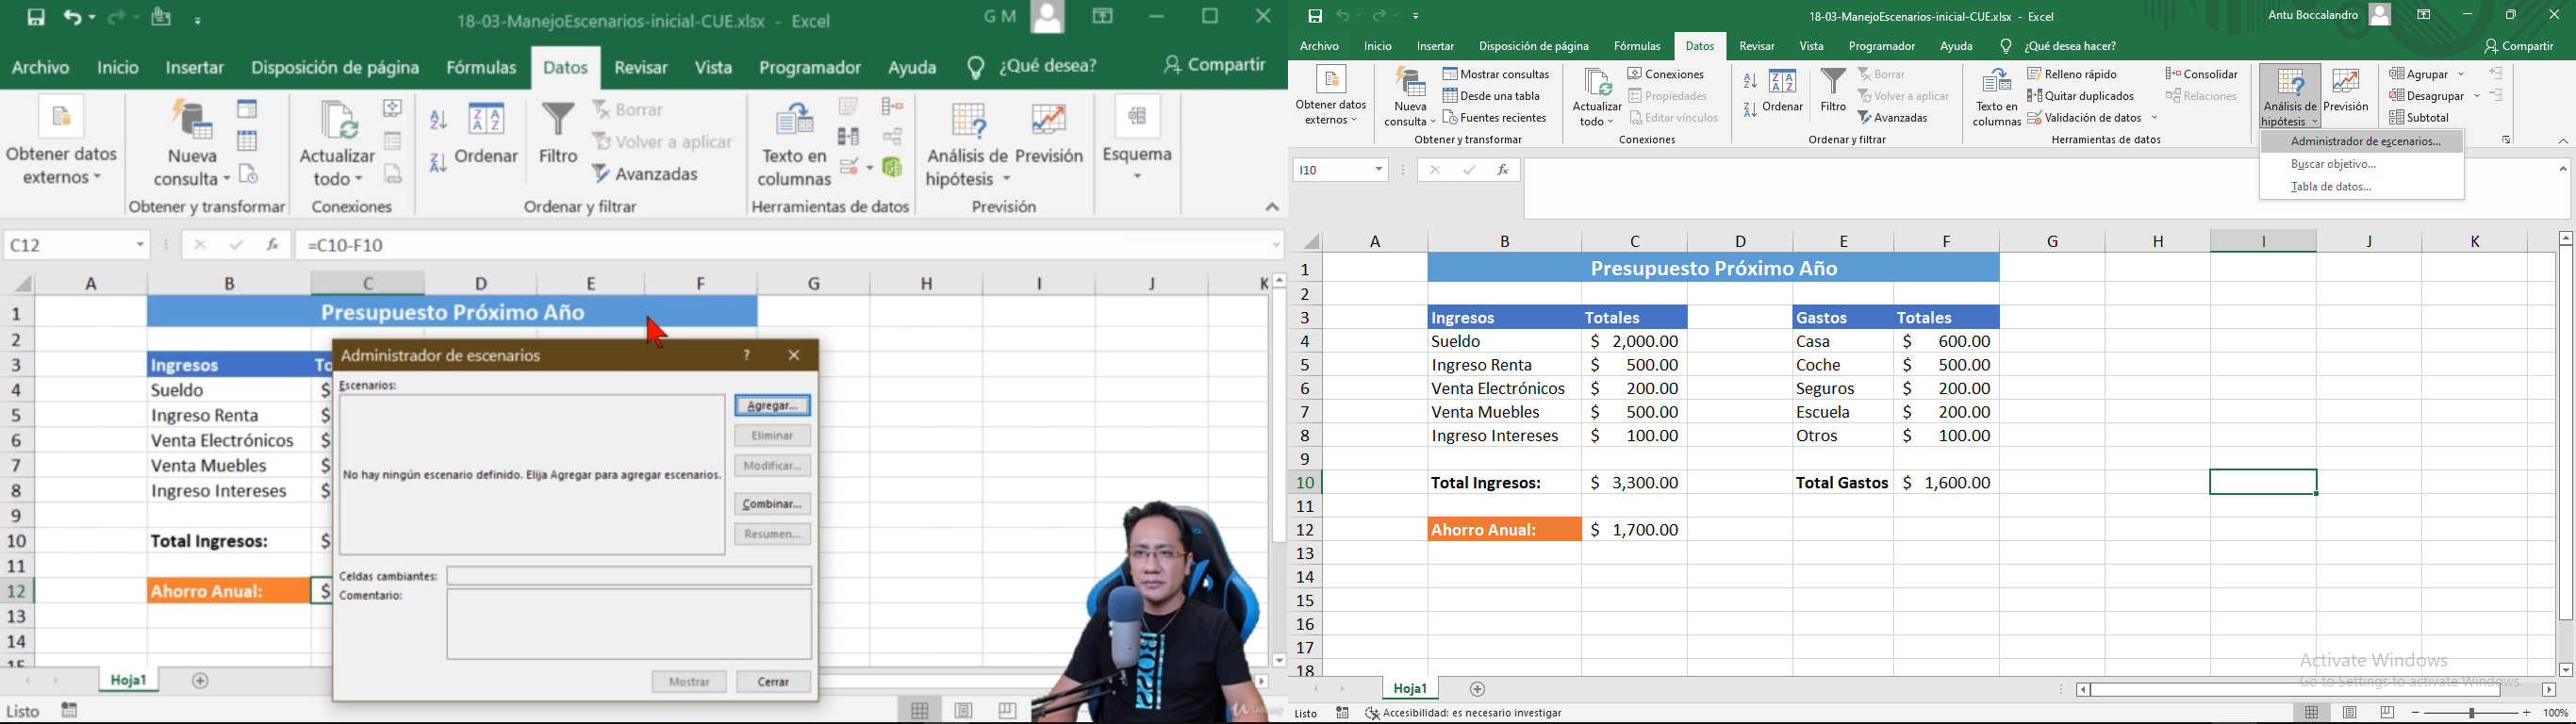 18-03-ManejoEscenarios-inicial-CUE.xlsx - Excel
G M
Archivo Inicio Insertar Disposición de página Fórmulas Datos Revisar Vista Programador Ayuda ¿Qué desea? Compartir
Obtener datos externos
Nueva consulta
Obtener y transformar
Actualizar todo
Conexiones
Ordenar
Filtro
Borrar
Volver a aplicar
Avanzadas
Ordenar y filtrar
Texto en columnas
Herramientas de datos
Análisis de hipótesis
Previsión
Previsión
Esquema
C12 fx =C10-F10
A B C D E F G H I J K
1 Presupuesto Próximo Año
2
3 Ingresos To
4 Sueldo $
5 Ingreso Renta $
6 Venta Electrónicos $
7 Venta Muebles $
8 Ingreso Intereses $
9
10 Total Ingresos: $
11
12 Ahorro Anual: $
13
14
15
Administrador de escenarios ?
Escenarios:
No hay ningún escenario definido. Elija Agregar para agregar escenarios.
Agregar...
Eliminar
Modificar...
Combinar...
Resumen...
Celdas cambiantes:
Comentario:
Mostrar Cerrar
Hoja1
Listo
18-03-ManejoEscenarios-inicial-CUE.xlsx - Excel
Antu Boccalandro
Archivo Inicio Insertar Disposición de página Fórmulas Datos Revisar Vista Programador Ayuda ¿Qué desea hacer? Compartir
Obtener datos externos
Nueva consulta
Mostrar consultas
Desde una tabla
Fuentes recientes
Obtener y transformar
Actualizar todo
Conexiones
Propiedades
Editar vínculos
Conexiones
Ordenar
Filtro
Borrar
Volver a aplicar
Avanzadas
Ordenar y filtrar
Texto en columnas
Relleno rápido
Quitar duplicados
Validación de datos
Consolidar
Relaciones
Herramientas de datos
Análisis de hipótesis
Previsión
Agrupar
Desagrupar
Subtotal
Administrador de escenarios...
Buscar objetivo...
Tabla de datos...
I10 fx
A B C D E F G H I J K
1 Presupuesto Próximo Año
2
3 Ingresos Totales Gastos Totales
4 Sueldo $ 2,000.00 Casa $ 600.00
5 Ingreso Renta $ 500.00 Coche $ 500.00
6 Venta Electrónicos $ 200.00 Seguros $ 200.00
7 Venta Muebles $ 500.00 Escuela $ 200.00
8 Ingreso Intereses $ 100.00 Otros $ 100.00
9
10 Total Ingresos: $ 3,300.00 Total Gastos $ 1,600.00
11
12 Ahorro Anual: $ 1,700.00
13
14
15
16
17
18
Activate Windows
Go to Settings to activate Windows.
Hoja1
Listo Accesibilidad: es necesario investigar 100%